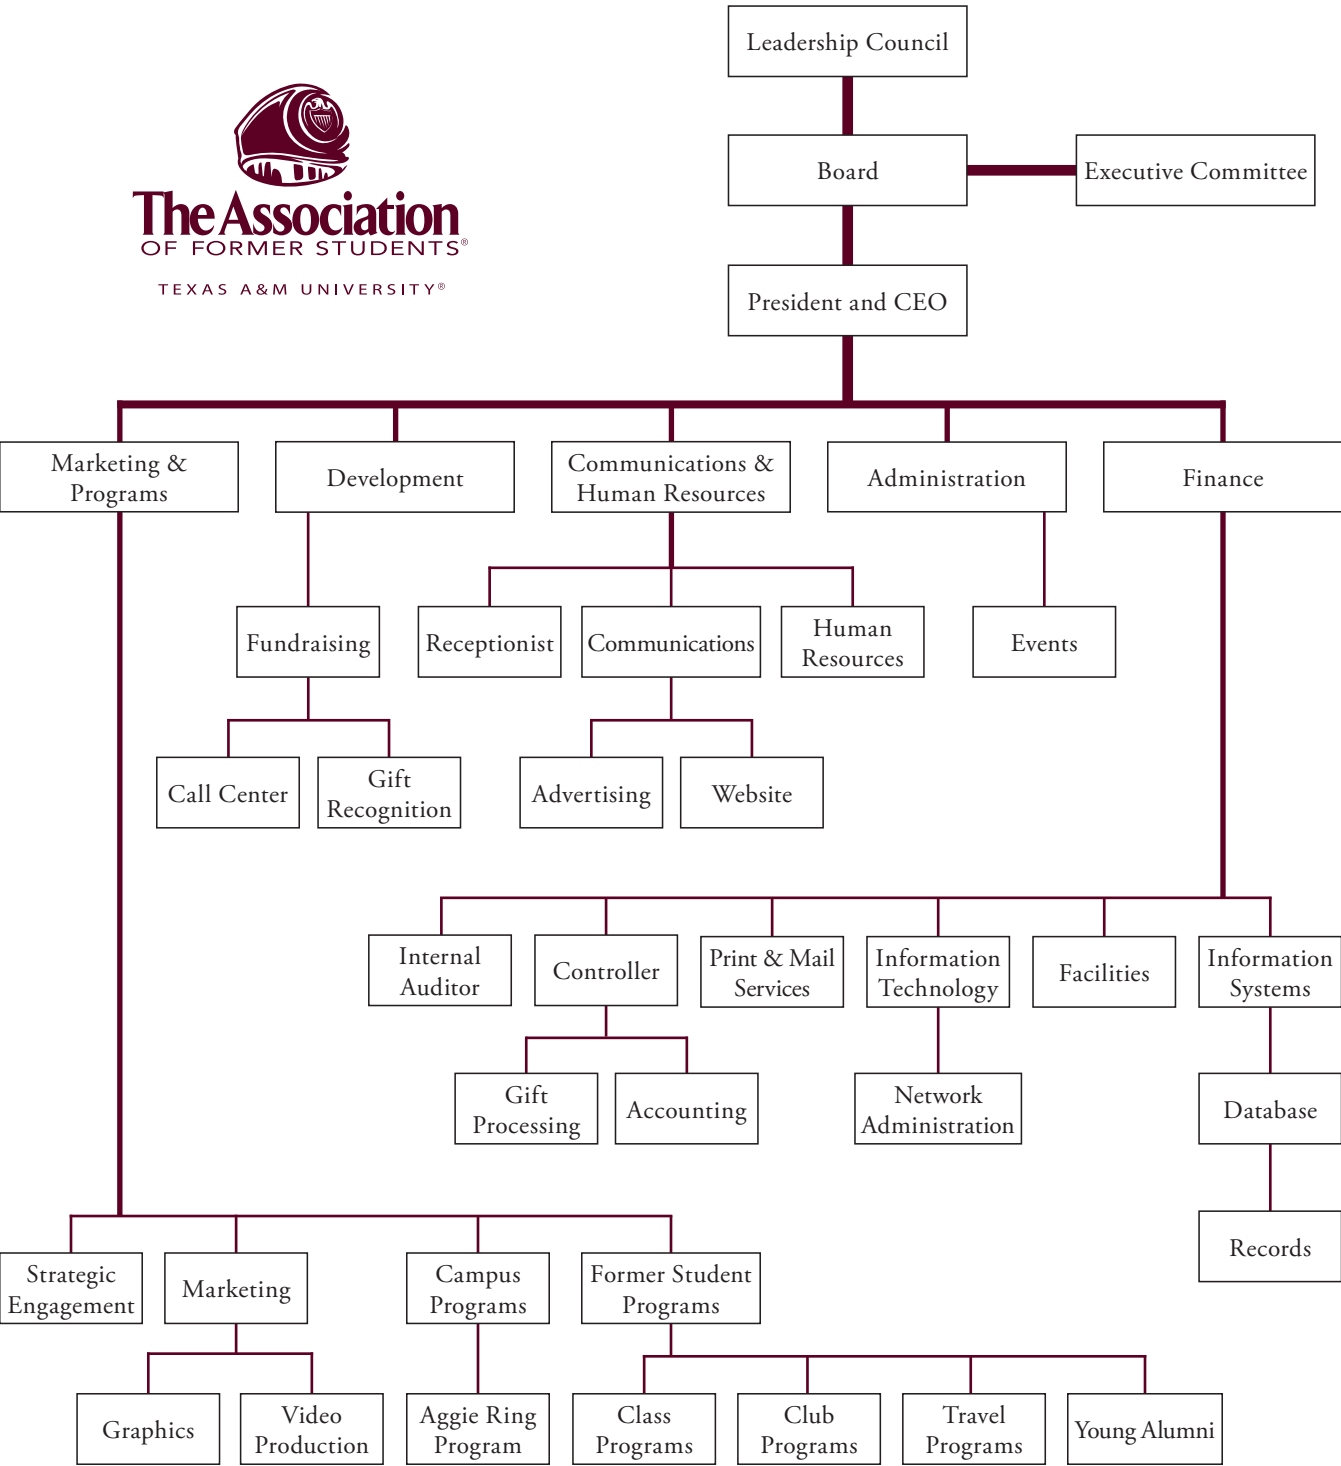 Leadership Council
The Association
OF FORMER STUDENTS®
TEXAS A&M UNIVERSITY®
Board
Executive Committee
President and CEO
Marketing &
Programs
Development
Communications &
Human Resources
Administration
Finance
Fundraising
Receptionist
Communications
Human
Resources
Events
Call Center
Gift
Recognition
Advertising
Website
Internal
Auditor
Controller
Print & Mail
Services
Information
Technology
Facilities
Information
Systems
Gift
Processing
Accounting
Network
Administration
Database
Records
Strategic
Engagement
Marketing
Campus
Programs
Former Student
Programs
Graphics
Video
Production
Aggie Ring
Program
Class
Programs
Club
Programs
Travel
Programs
Young Alumni